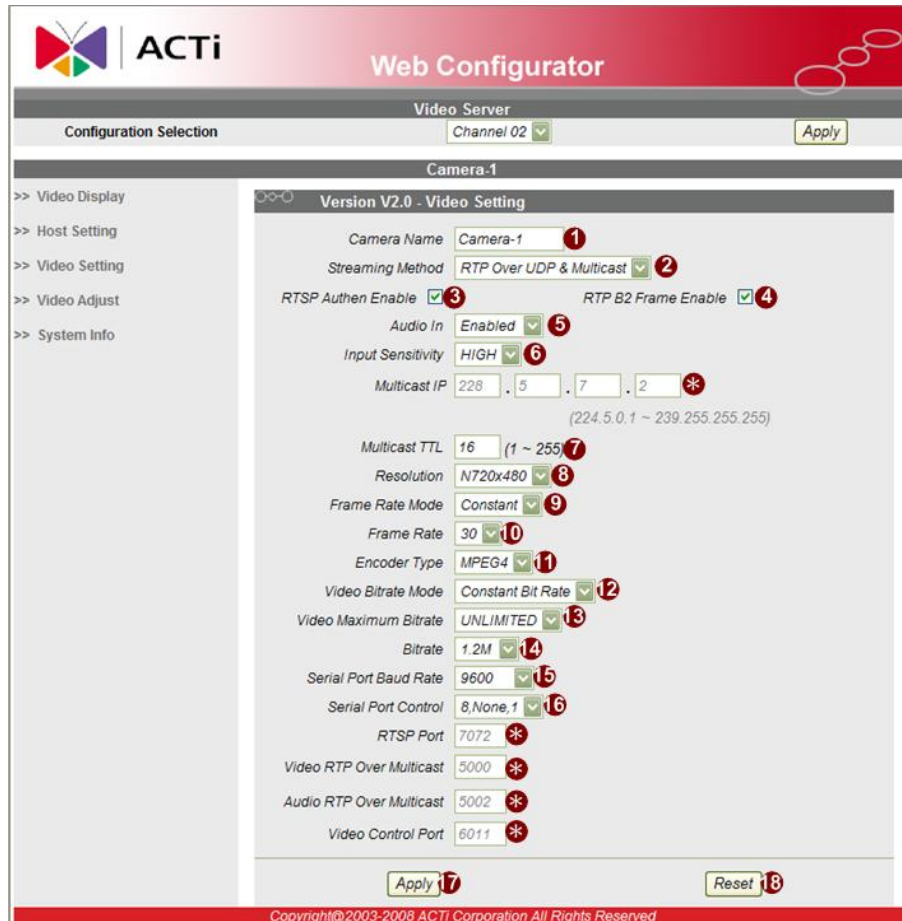 ACTi
Web Configurator
Video Server
Configuration Selection Channel 02 Apply
Camera-1
>> Video Display
>> Host Setting
>> Video Setting
>> Video Adjust
>> System Info
Version V2.0 - Video Setting
Camera Name Camera-1 1
Streaming Method RTP Over UDP & Multicast 2
RTSP Authen Enable 3 RTP B2 Frame Enable 4
Audio In Enabled 5
Input Sensitivity HIGH 6
Multicast IP 228 . 5 . 7 . 2 *
(224.5.0.1 ~ 239.255.255.255)
Multicast TTL 16 (1 ~ 255) 7
Resolution N720x480 8
Frame Rate Mode Constant 9
Frame Rate 30 10
Encoder Type MPEG4 11
Video Bitrate Mode Constant Bit Rate 12
Video Maximum Bitrate UNLIMITED 13
Bitrate 1.2M 14
Serial Port Baud Rate 9600 15
Serial Port Control 8,None,1 16
RTSP Port 7072 *
Video RTP Over Multicast 5000 *
Audio RTP Over Multicast 5002 *
Video Control Port 6011 *
Apply 17 Reset 18
Copyright@2003-2008 ACTi Corporation All Rights Reserved